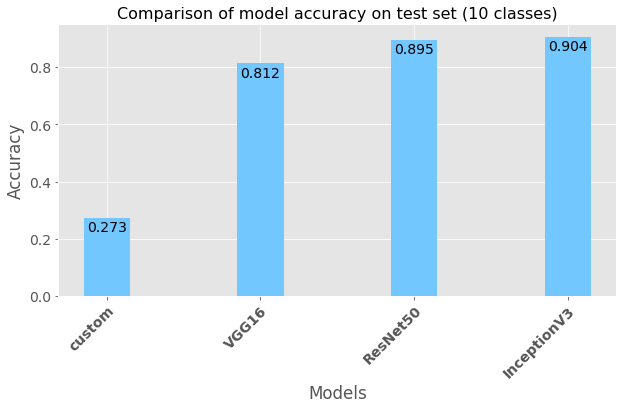 Comparison of model accuracy on test set (10 classes)
Accuracy
0.8
0.6
0.4
0.2
0.0
0.273
0.812
0.895
0.904
custom
VGG16
ResNet50
InceptionV3
Models